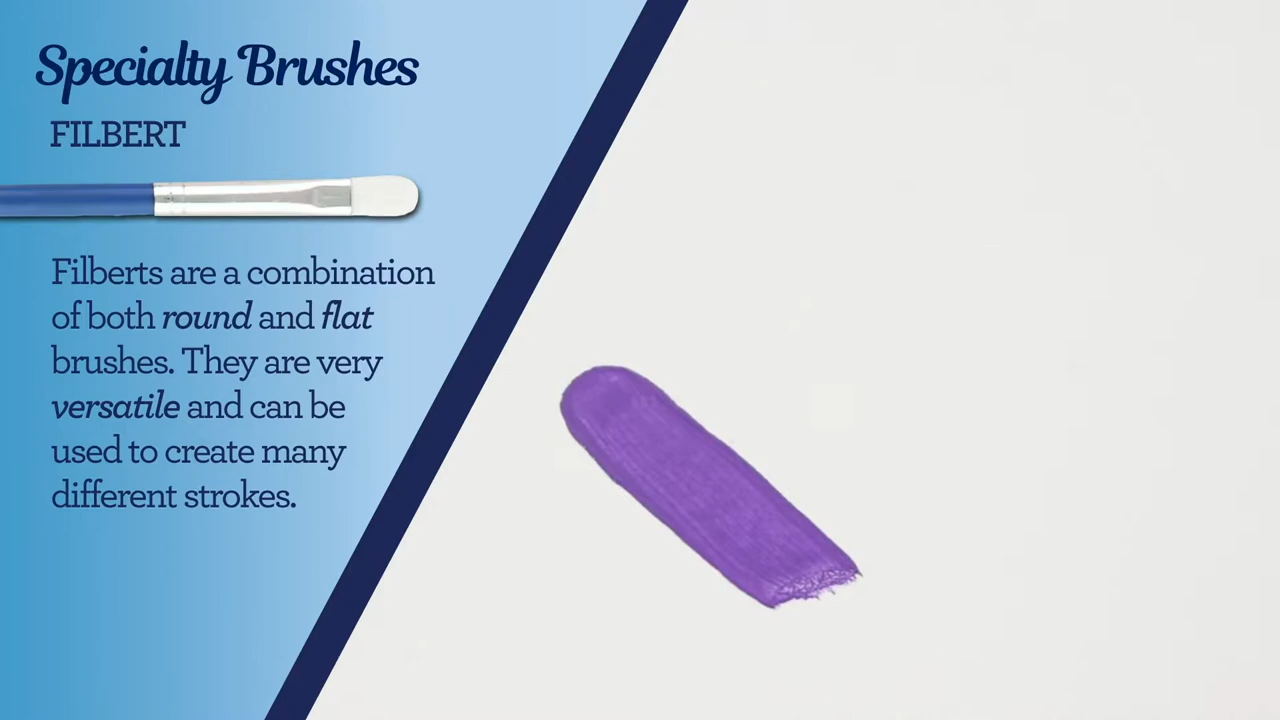 Specialty Brushes
FILBERT
Filberts are a combination
of both round and flat
brushes. They are very
versatile and can be
used to create many
different strokes.